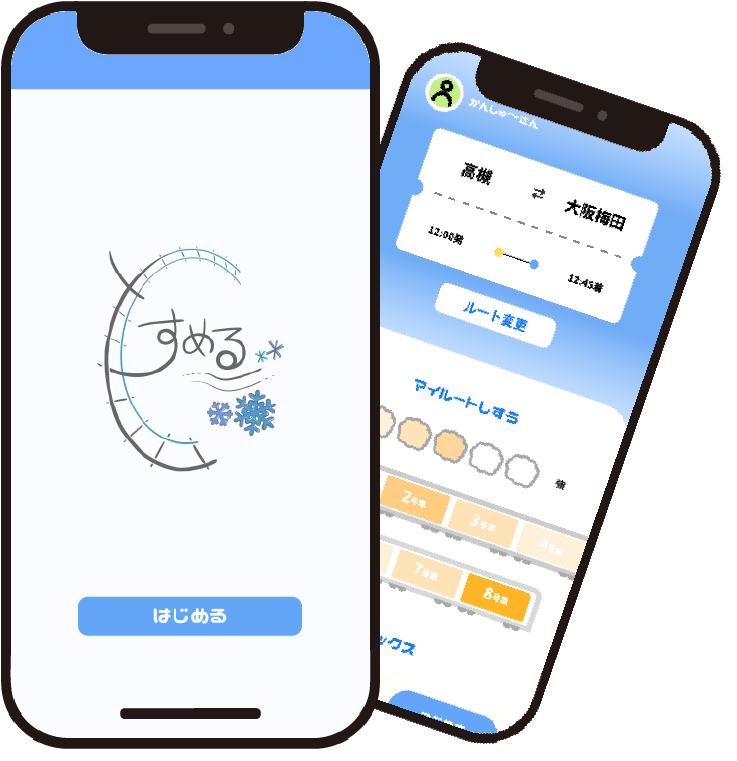 すめる
はじめる
かんしゅ〜さん
高槻 ⇄ 大阪梅田
12:00発
12:45着
ルート変更
マイルートしすう
強
2号車 3号車 4号車
7号車 8号車
ックス